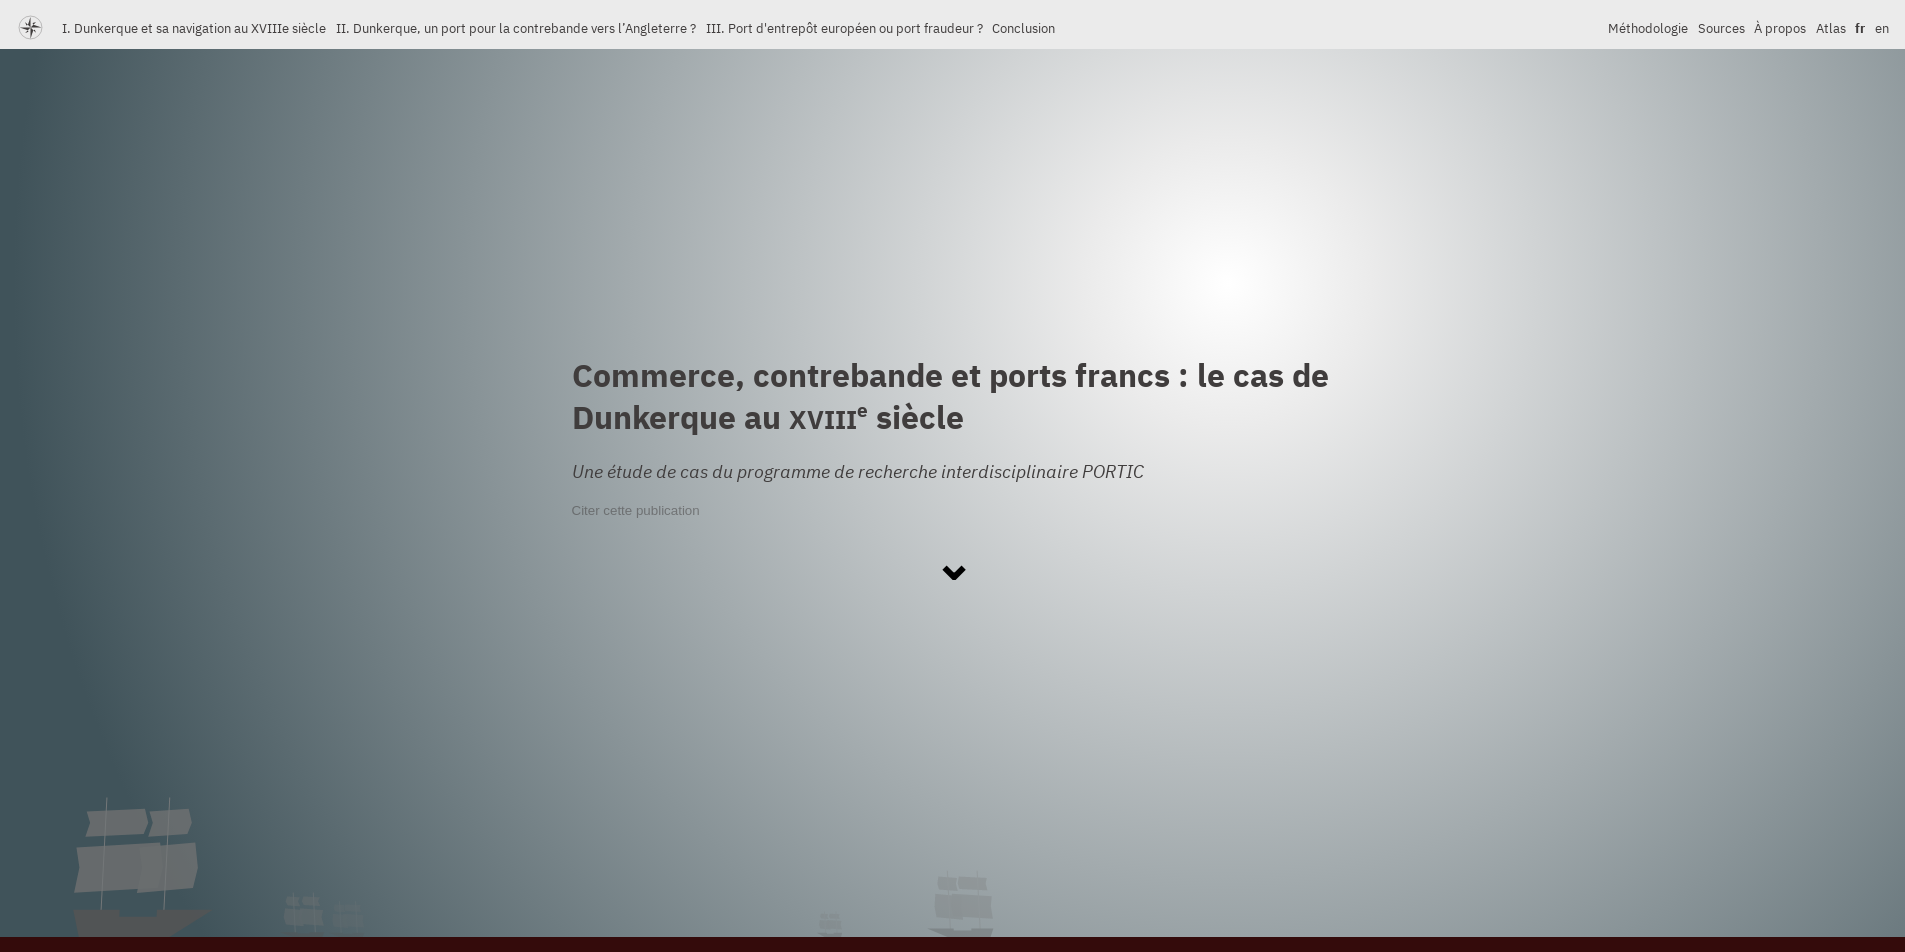 I. Dunkerque et sa navigation au XVIIIe siècle II. Dunkerque, un port pour la contrebande vers l’Angleterre ? III. Port d'entrepôt européen ou port fraudeur ? Conclusion Méthodologie Sources À propos Atlas fr en
Commerce, contrebande et ports francs : le cas de
Dunkerque au XVIIIe siècle
Une étude de cas du programme de recherche interdisciplinaire PORTIC
Citer cette publication